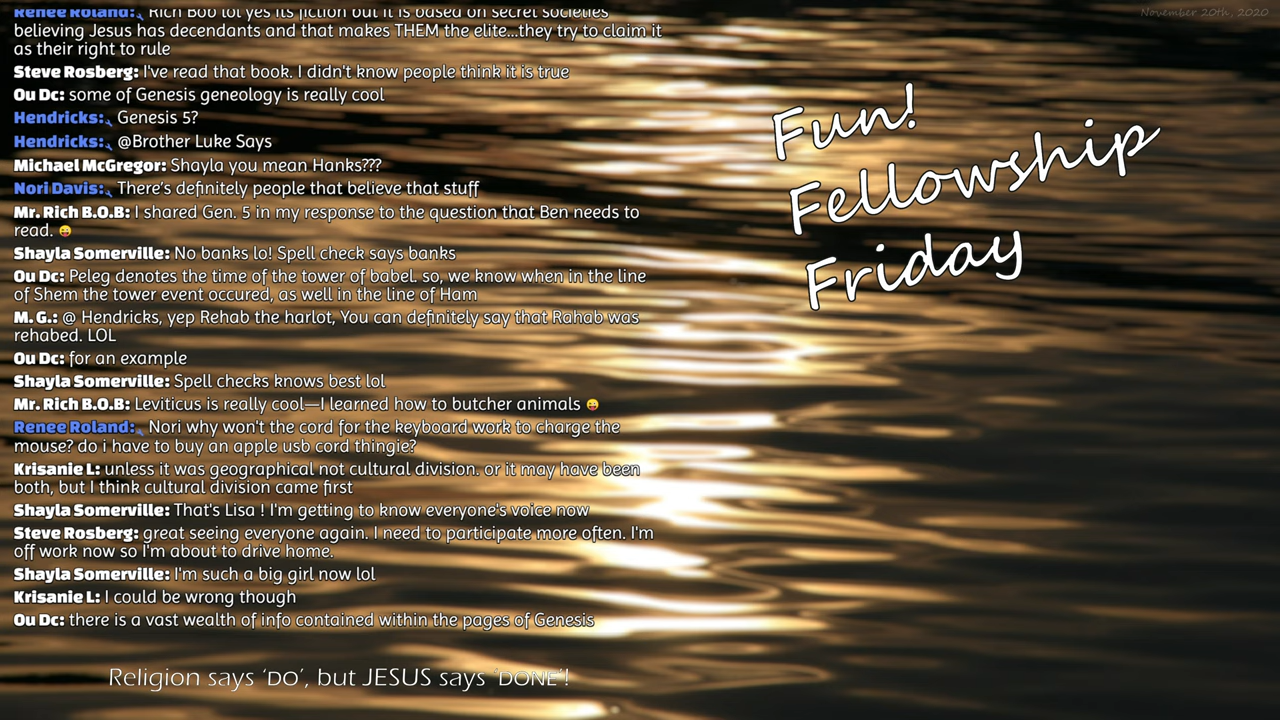 November 20th, 2020
Renee Roland: Rich Boo lol yes its fiction but it is based on secret societies
believing Jesus has decendants and that makes THEM the elite...they try to claim it
as their right to rule
Steve Rosberg: I've read that book. I didn't know people think it is true
Ou Dc: some of Genesis geneology is really cool
Hendricks: Genesis 5?
Hendricks: @Brother Luke Says
Michael McGregor: Shayla you mean Hanks???
Nori Davis: There's definitely people that believe that stuff
Mr. Rich B.O.B: I shared Gen. 5 in my response to the question that Ben needs to
read. 😜
Shayla Somerville: No banks lo! Spell check says banks
Ou Dc: Peleg denotes the time of the tower of babel. so, we know when in the line
of Shem the tower event occured, as well in the line of Ham
M. G.: @ Hendricks, yep Rehab the harlot, You can definitely say that Rahab was
rehabed. LOL
Ou Dc: for an example
Shayla Somerville: Spell checks knows best lol
Mr. Rich B.O.B: Leviticus is really cool—I learned how to butcher animals 😜
Renee Roland: Nori why won't the cord for the keyboard work to charge the
mouse? do i have to buy an apple usb cord thingie?
Krisanie L: unless it was geographical not cultural division. or it may have been
both, but I think cultural division came first
Shayla Somerville: That's Lisa ! I'm getting to know everyone's voice now
Steve Rosberg: great seeing everyone again. I need to participate more often. I'm
off work now so I'm about to drive home.
Shayla Somerville: I'm such a big girl now lol
Krisanie L: I could be wrong though
Ou Dc: there is a vast wealth of info contained within the pages of Genesis
Fun!
Fellowship
Friday
Religion says ‘DO’, but JESUS says ‘DONE’!